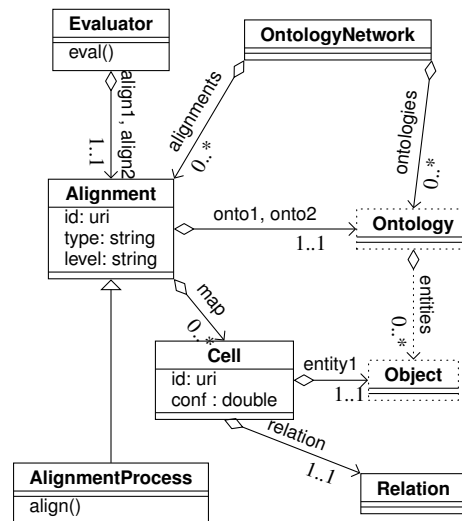 Evaluator
eval()
OntologyNetwork
align1, align2
1..1
alignments
0..*
ontologies
0..*
Alignment
id: uri
type: string
level: string
onto1, onto2
1..1
Ontology
map
0..*
entities
0..*
Cell
id: uri
conf : double
entity1
1..1
Object
relation
1..1
AlignmentProcess
align()
Relation